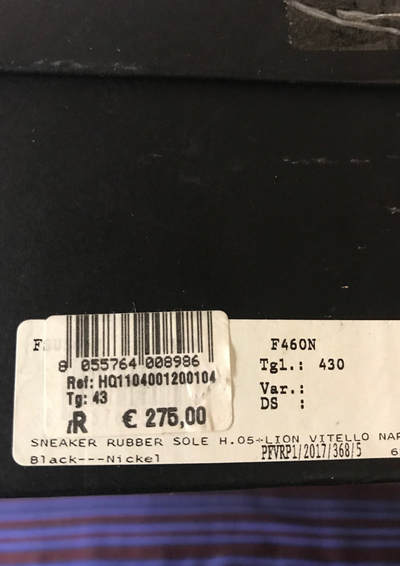 F460N
8 055764 008986
Ref: HQ1104001200104
Tg: 43
€ 275,00
Tgl.: 430
Var.:
DS :
SNEAKER RUBBER SOLE H.05+LION VITELLO NAP
Black---Nickel
PFVRP1/2017/368/5